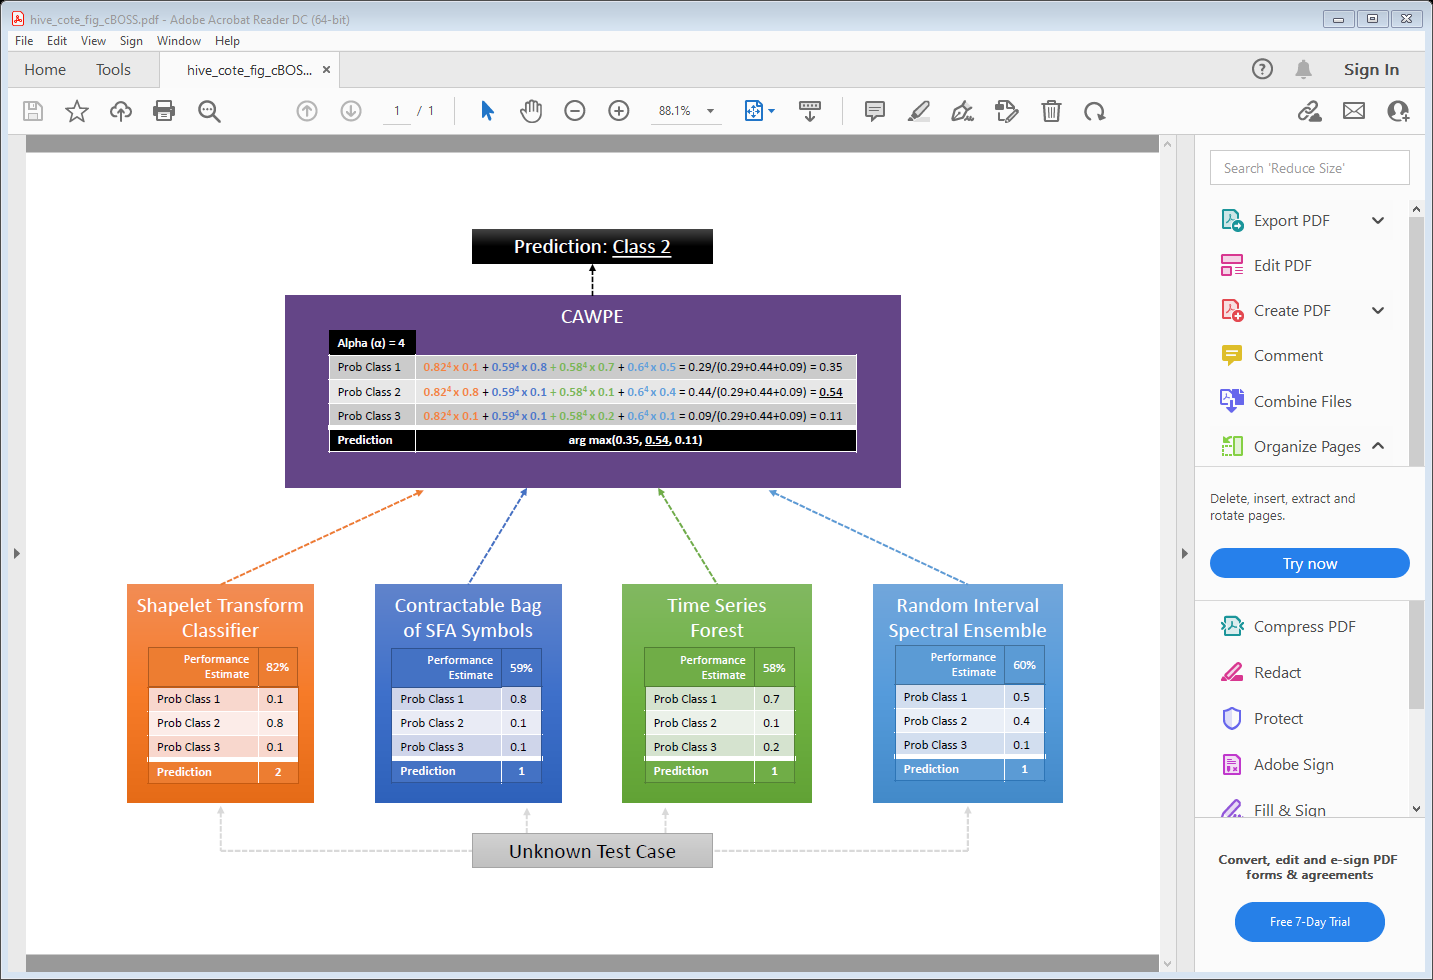 hive_cote_fig_cBOSS.pdf - Adobe Acrobat Reader DC (64-bit)
File Edit View Sign Window Help
Home Tools hive_cote_fig_cBOS... × Sign In
1 / 1 88.1%
Search 'Reduce Size'
Export PDF
Edit PDF
Create PDF
Comment
Combine Files
Organize Pages
Delete, insert, extract and
rotate pages.
Try now
Compress PDF
Redact
Protect
Adobe Sign
Fill & Sign
Convert, edit and e-sign PDF
forms & agreements
Free 7-Day Trial
Prediction: Class 2
CAWPE
Alpha (α) = 4
Prob Class 1 0.82⁴ x 0.1 + 0.59⁴ x 0.8 + 0.58⁴ x 0.7 + 0.6⁴ x 0.5 = 0.29/(0.29+0.44+0.09) = 0.35
Prob Class 2 0.82⁴ x 0.8 + 0.59⁴ x 0.1 + 0.58⁴ x 0.1 + 0.6⁴ x 0.4 = 0.44/(0.29+0.44+0.09) = 0.54
Prob Class 3 0.82⁴ x 0.1 + 0.59⁴ x 0.1 + 0.58⁴ x 0.2 + 0.6⁴ x 0.1 = 0.09/(0.29+0.44+0.09) = 0.11
Prediction arg max(0.35, 0.54, 0.11)
Shapelet Transform
Classifier
Performance
Estimate 82%
Prob Class 1 0.1
Prob Class 2 0.8
Prob Class 3 0.1
Prediction 2
Contractable Bag
of SFA Symbols
Performance
Estimate 59%
Prob Class 1 0.8
Prob Class 2 0.1
Prob Class 3 0.1
Prediction 1
Time Series
Forest
Performance
Estimate 58%
Prob Class 1 0.7
Prob Class 2 0.1
Prob Class 3 0.2
Prediction 1
Random Interval
Spectral Ensemble
Performance
Estimate 60%
Prob Class 1 0.5
Prob Class 2 0.4
Prob Class 3 0.1
Prediction 1
Unknown Test Case